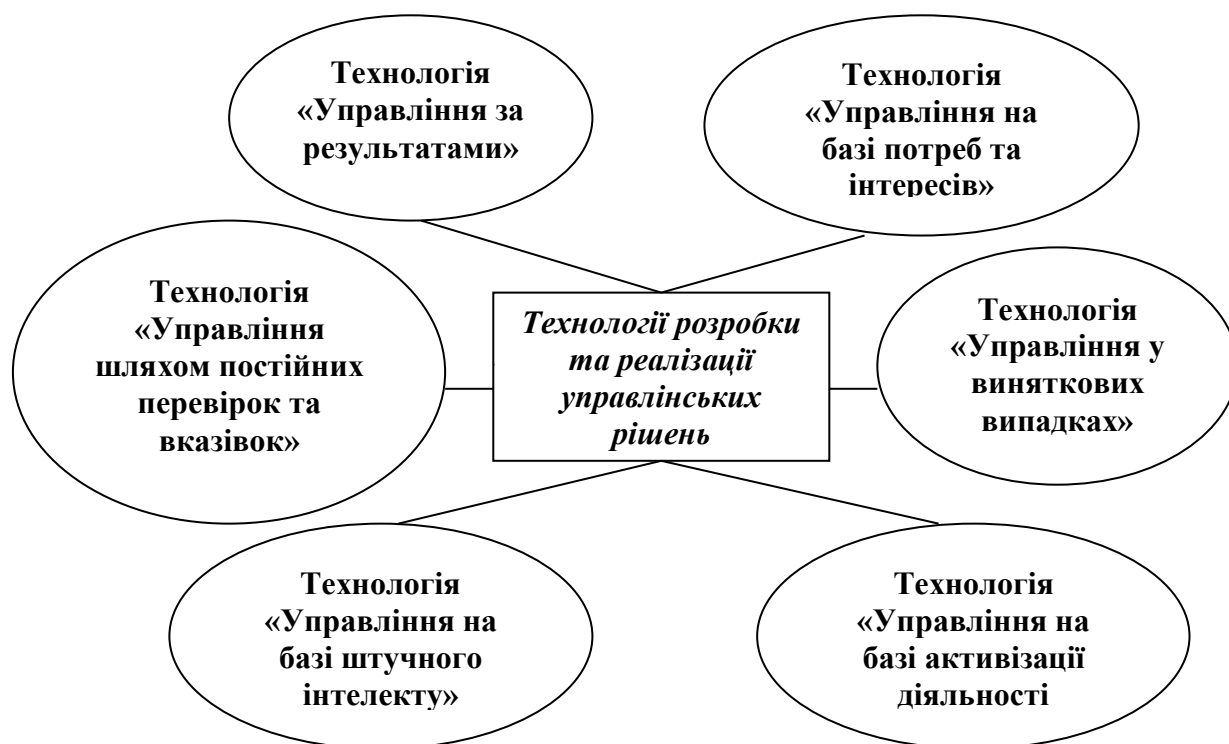 Технологія
«Управління за
результатами»
Технологія
«Управління на
базі потреб та
інтересів»
Технологія
«Управління
шляхом постійних
перевірок та
вказівок»
Технології розробки
та реалізації
управлінських
рішень
Технологія
«Управління у
виняткових
випадках»
Технологія
«Управління на
базі штучного
інтелекту»
Технологія
«Управління на
базі активізації
діяльності